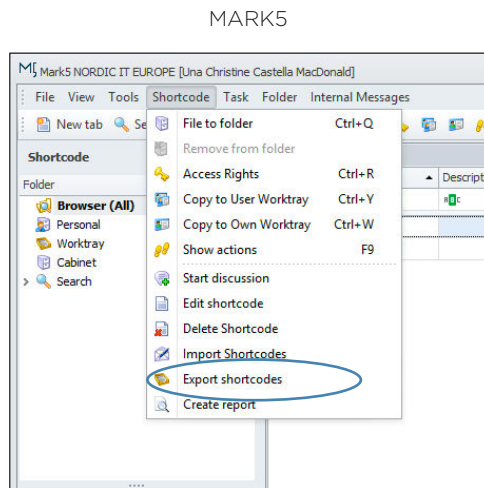 MARK5
M5 Mark5 NORDIC IT EUROPE [Una Christine Castella MacDonald]
File View Tools Shortcode Task Folder Internal Messages
New tab Se
Shortcode
Folder
Browser (All)
Personal
Worktray
Cabinet
Search
File to folder Ctrl+Q
Remove from folder
Access Rights Ctrl+R
Copy to User Worktray Ctrl+Y
Copy to Own Worktray Ctrl+W
Show actions F9
Start discussion
Edit shortcode
Delete Shortcode
Import Shortcodes
Export shortcodes
Create report
Descript